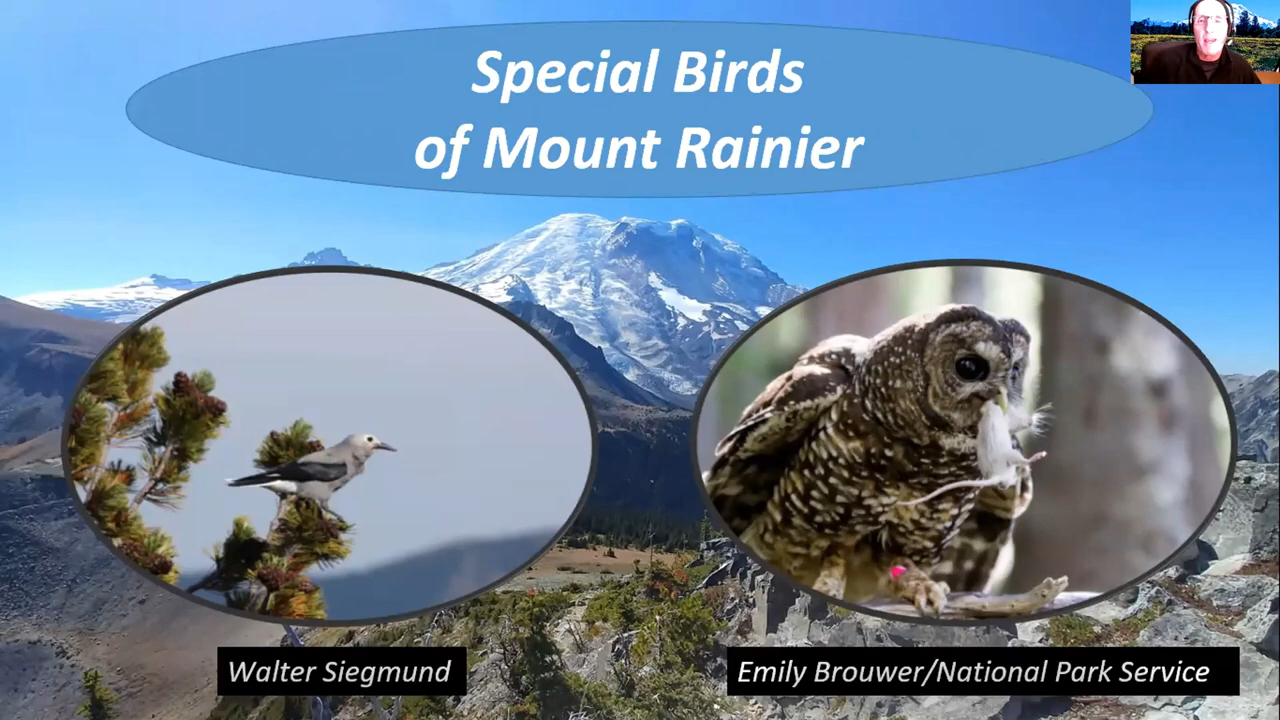 Special Birds
of Mount Rainier
Walter Siegmund
Emily Brouwer/National Park Service